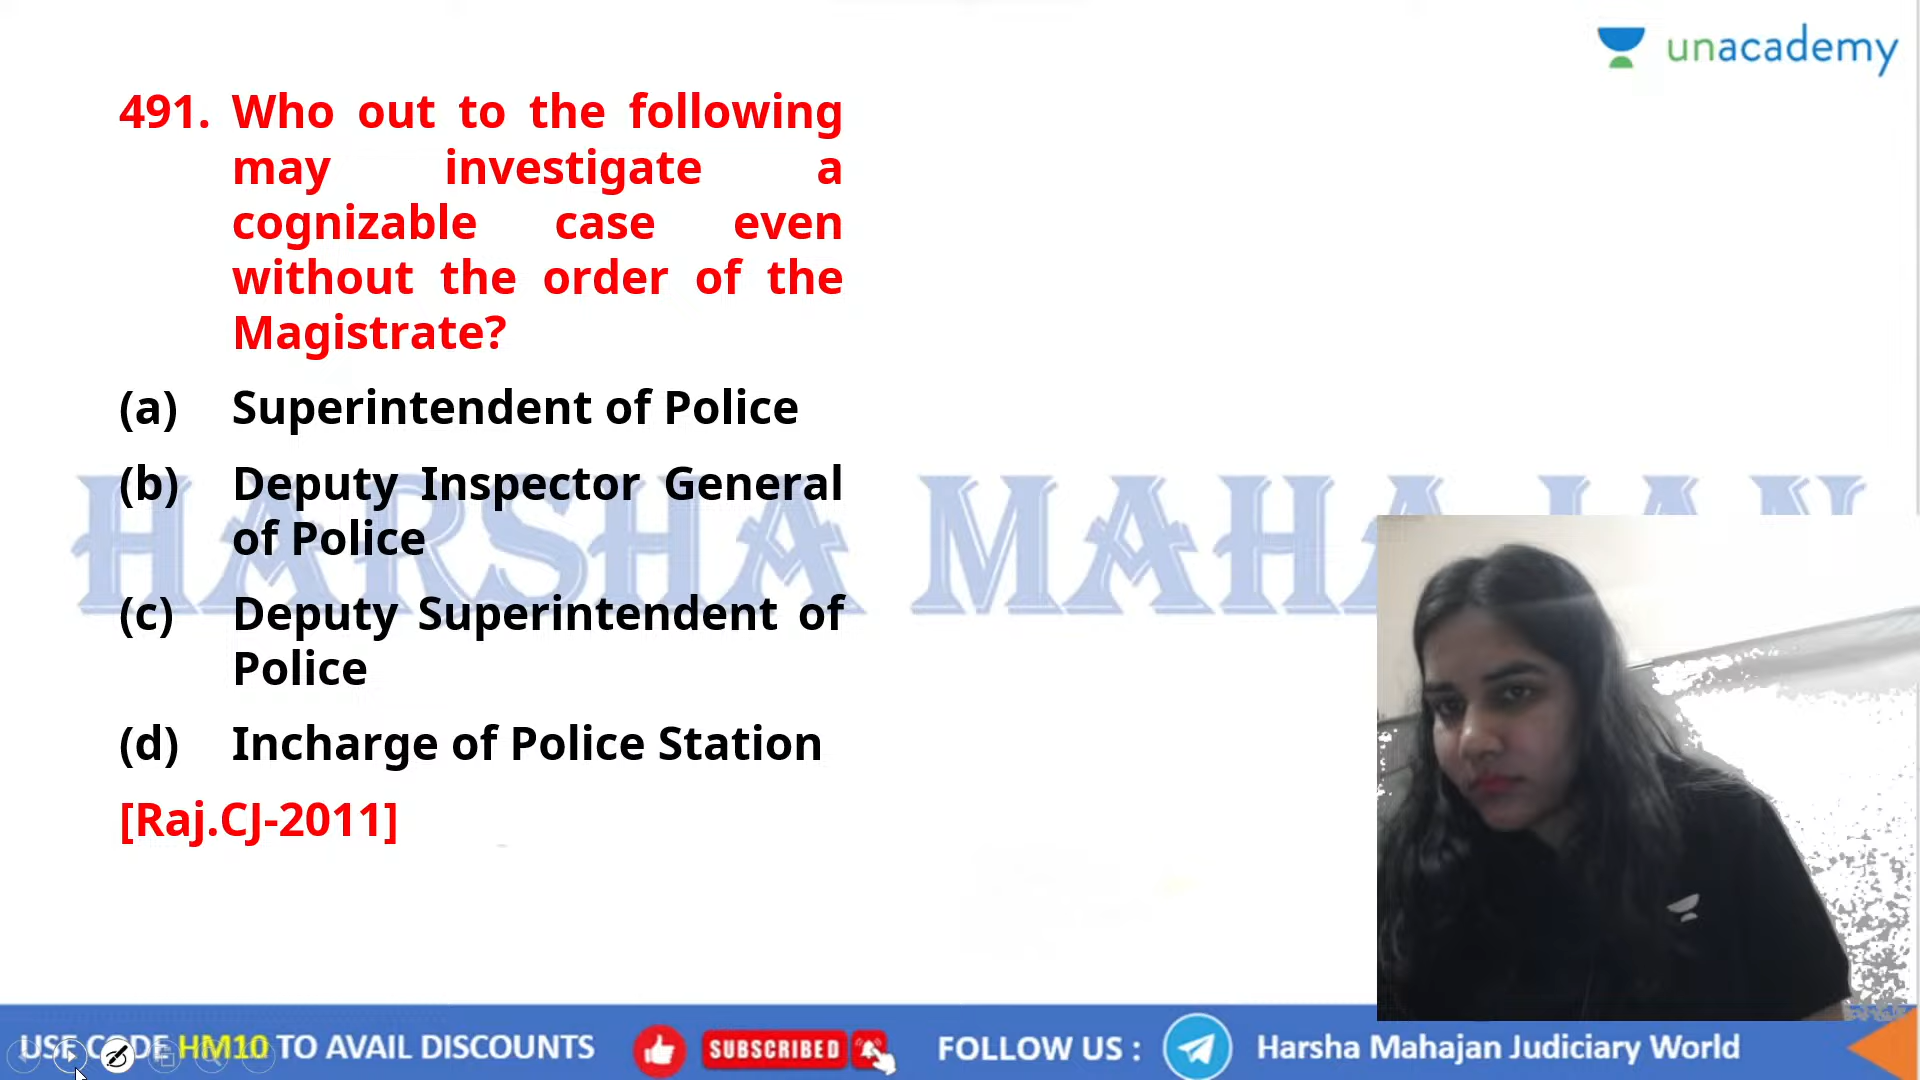 unacademy
491. Who out to the following
may investigate a
cognizable case even
without the order of the
Magistrate?
(a) Superintendent of Police
(b) Deputy Inspector General
of Police
(c) Deputy Superintendent of
Police
(d) Incharge of Police Station
[Raj.CJ-2011]
HARSHA MAHAJAN
USE CODE HM10 TO AVAIL DISCOUNTS
SUBSCRIBED
FOLLOW US :
Harsha Mahajan Judiciary World